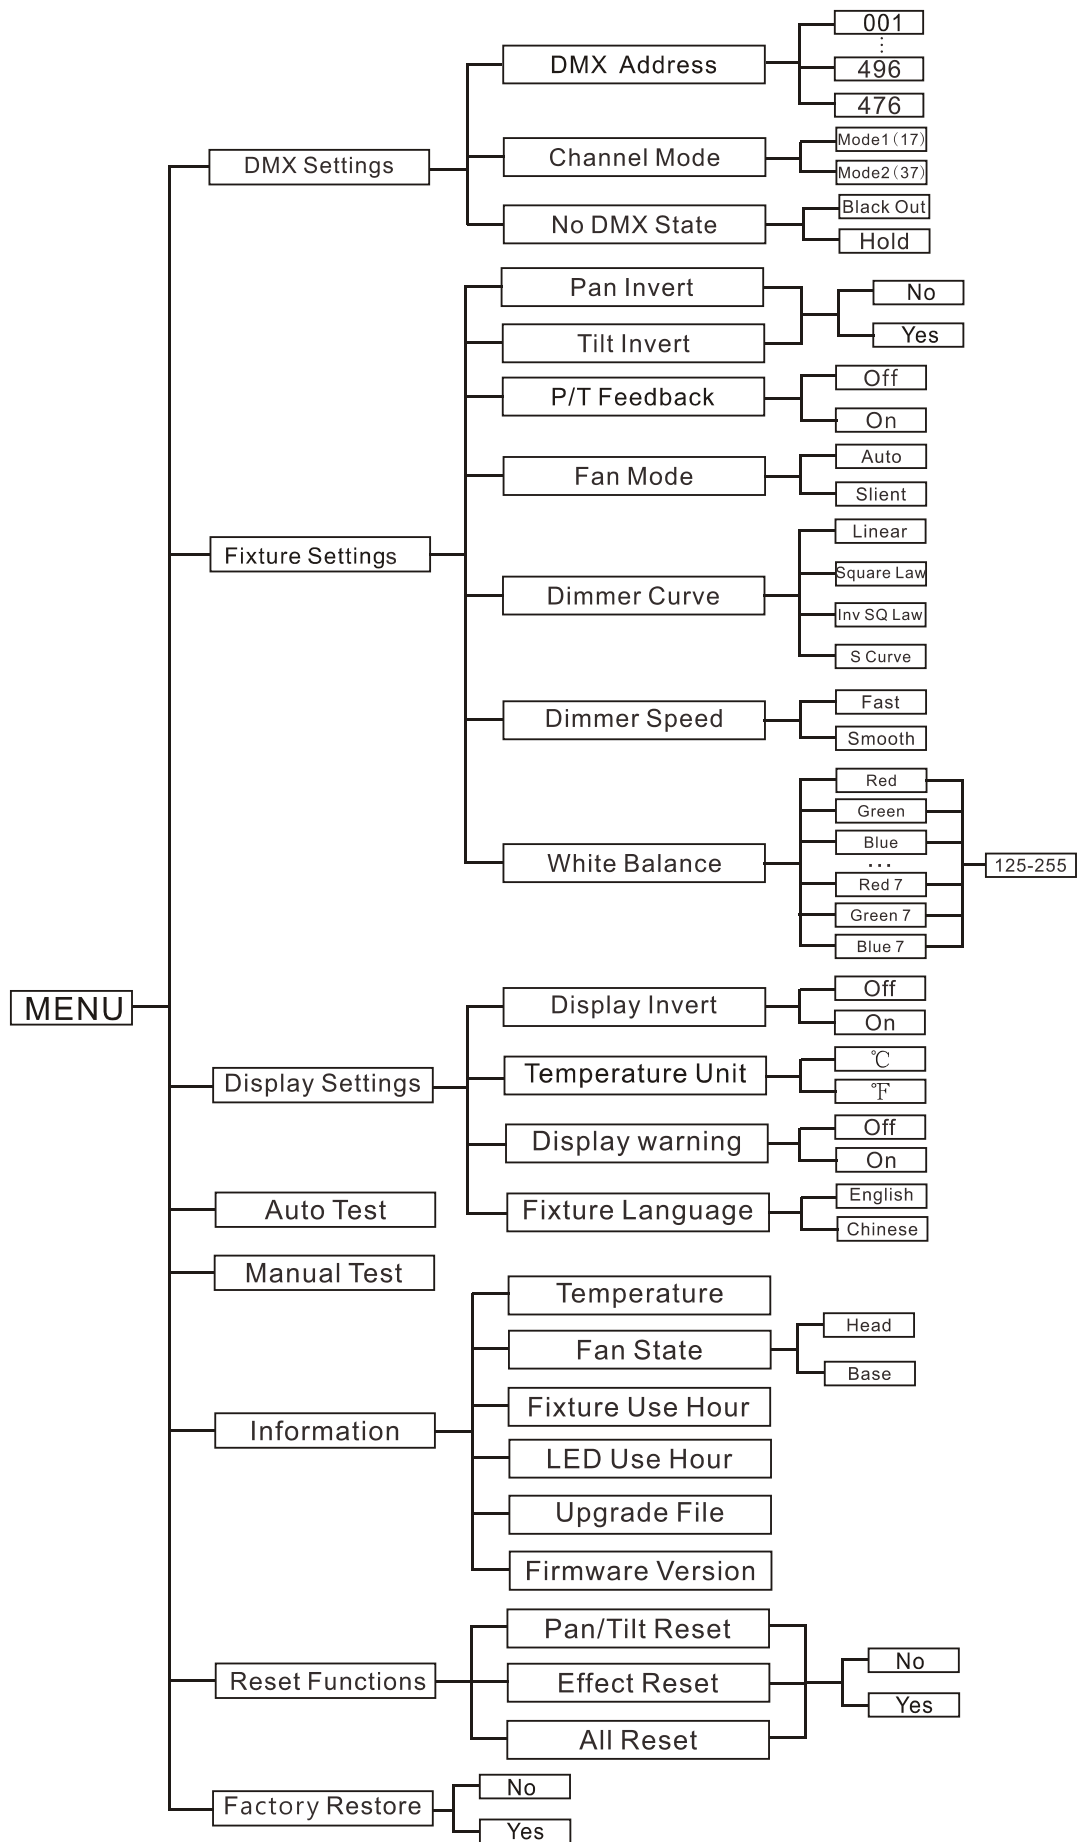 MENU
DMX Settings
DMX Address
001
⋮
496
476
Channel Mode
Mode1(17)
Mode2(37)
No DMX State
Black Out
Hold
Fixture Settings
Pan Invert
Tilt Invert
No
Yes
P/T Feedback
Off
On
Fan Mode
Auto
Slient
Dimmer Curve
Linear
Square Law
Inv SQ Law
S Curve
Dimmer Speed
Fast
Smooth
White Balance
Red
Green
Blue
...
Red 7
Green 7
Blue 7
125-255
Display Settings
Display Invert
Off
On
Temperature Unit
℃
℉
Display warning
Off
On
Fixture Language
English
Chinese
Auto Test
Manual Test
Information
Temperature
Fan State
Head
Base
Fixture Use Hour
LED Use Hour
Upgrade File
Firmware Version
Reset Functions
Pan/Tilt Reset
Effect Reset
All Reset
No
Yes
Factory Restore
No
Yes